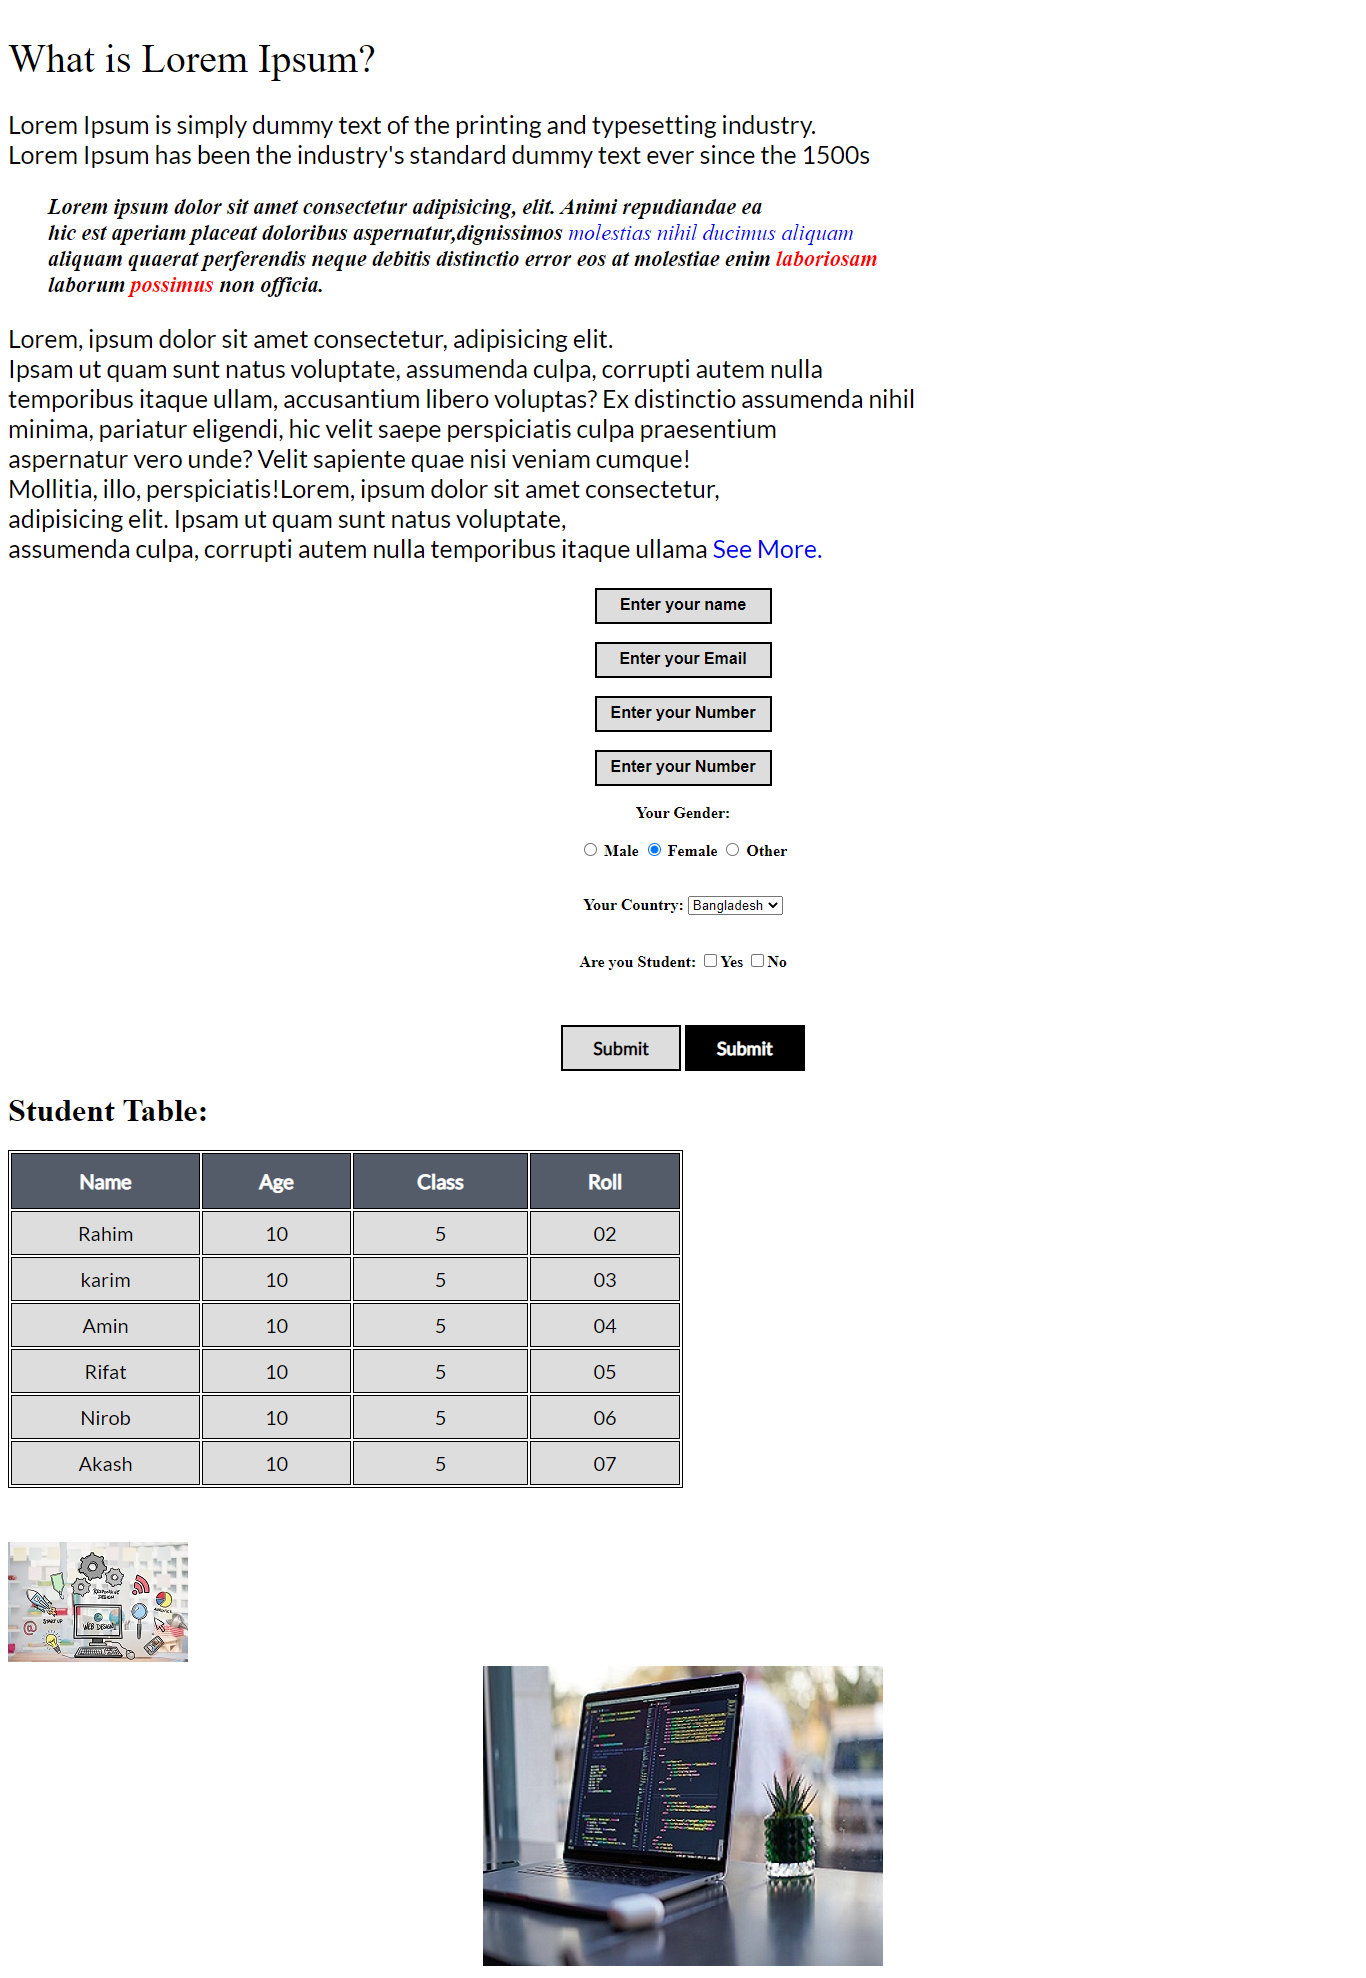 What is Lorem Ipsum?
Lorem Ipsum is simply dummy text of the printing and typesetting industry.
Lorem Ipsum has been the industry's standard dummy text ever since the 1500s
Lorem ipsum dolor sit amet consectetur adipisicing, elit. Animi repudiandae ea
hic est aperiam placeat doloribus aspernatur,dignissimos molestias nihil ducimus aliquam
aliquam quaerat perferendis neque debitis distinctio error eos at molestiae enim laboriosam
laborum possimus non officia.
Lorem, ipsum dolor sit amet consectetur, adipisicing elit.
Ipsam ut quam sunt natus voluptate, assumenda culpa, corrupti autem nulla
temporibus itaque ullam, accusantium libero voluptas? Ex distinctio assumenda nihil
minima, pariatur eligendi, hic velit saepe perspiciatis culpa praesentium
aspernatur vero unde? Velit sapiente quae nisi veniam cumque!
Mollitia, illo, perspiciatis!Lorem, ipsum dolor sit amet consectetur,
adipisicing elit. Ipsam ut quam sunt natus voluptate,
assumenda culpa, corrupti autem nulla temporibus itaque ullama See More.
Enter your name
Enter your Email
Enter your Number
Enter your Number
Your Gender:
Male Female Other
Your Country: Bangladesh
Are you Student: Yes No
Submit Submit
Student Table:
Name Age Class Roll
Rahim 10 5 02
karim 10 5 03
Amin 10 5 04
Rifat 10 5 05
Nirob 10 5 06
Akash 10 5 07
RESPONSIVE
DESIGN
START UP
WEB DESIGN